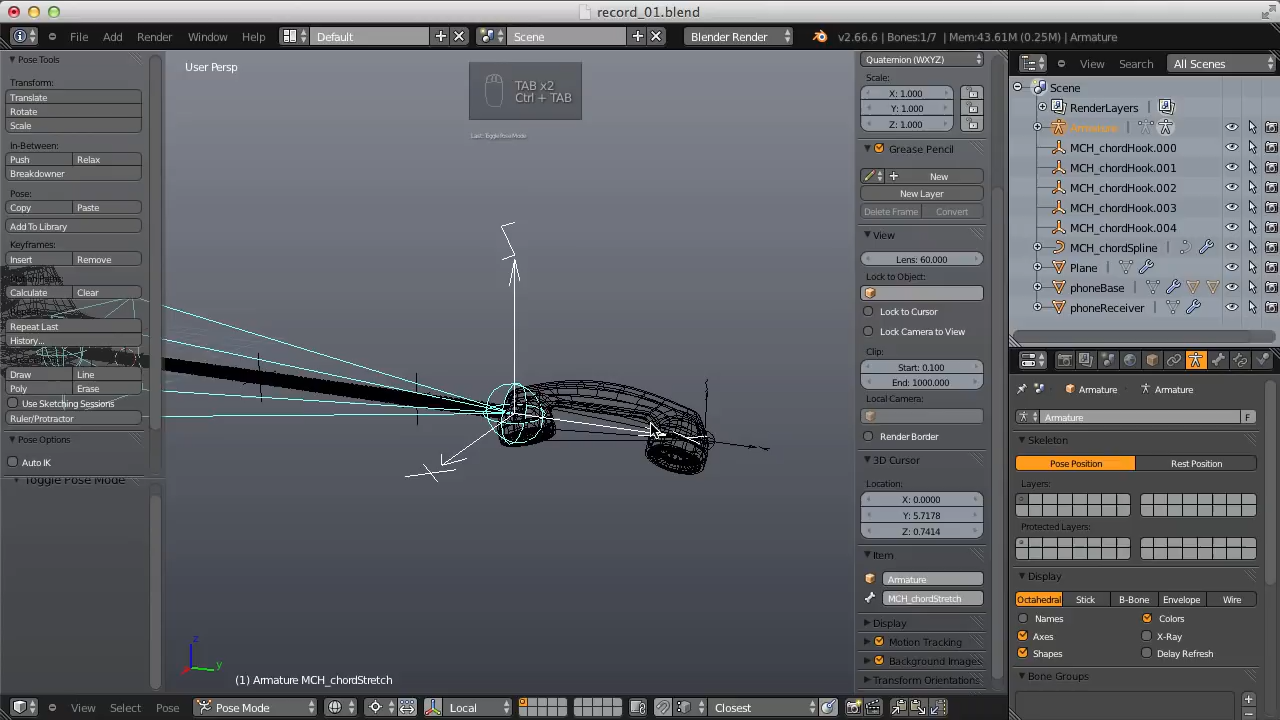 record_01.blend
File Add Render Window Help Default Scene Blender Render v2.66.6 | Bones:1/7 | Mem:43.61M (0.25M) | Armature
Pose Tools
Transform:
Translate
Rotate
Scale
In-Between:
Push Relax
Breakdowner
Pose:
Copy Paste
Add To Library
Keyframes:
Insert Remove
Calculate Clear
Repeat Last
History...
Draw Line
Poly Erase
Use Sketching Sessions
Ruler/Protractor
Pose Options
Auto IK
Toggle Pose Mode
User Persp
TAB x2
Ctrl + TAB
Last: Toggle Pose Mode
z
y
(1) Armature MCH_chordStretch
View Select Pose Pose Mode Local Closest
Quaternion (WXYZ)
Scale:
X: 1.000
Y: 1.000
Z: 1.000
Grease Pencil
New
New Layer
Delete Frame Convert
View
Lens: 60.000
Lock to Object:
Lock to Cursor
Lock Camera to View
Clip:
Start: 0.100
End: 1000.000
Local Camera:
Render Border
3D Cursor
Location:
X: 0.0000
Y: 5.7178
Z: 0.7414
Item
Armature
MCH_chordStretch
Display
Motion Tracking
Background Images
Transform Orientations
View Search All Scenes
Scene
RenderLayers
Armature
MCH_chordHook.000
MCH_chordHook.001
MCH_chordHook.002
MCH_chordHook.003
MCH_chordHook.004
MCH_chordSpline
Plane
phoneBase
phoneReceiver
Armature Armature
Armature F
Skeleton
Pose Position Rest Position
Layers:
Protected Layers:
Display
Octahedral Stick B-Bone Envelope Wire
Names Colors
Axes X-Ray
Shapes Delay Refresh
Bone Groups